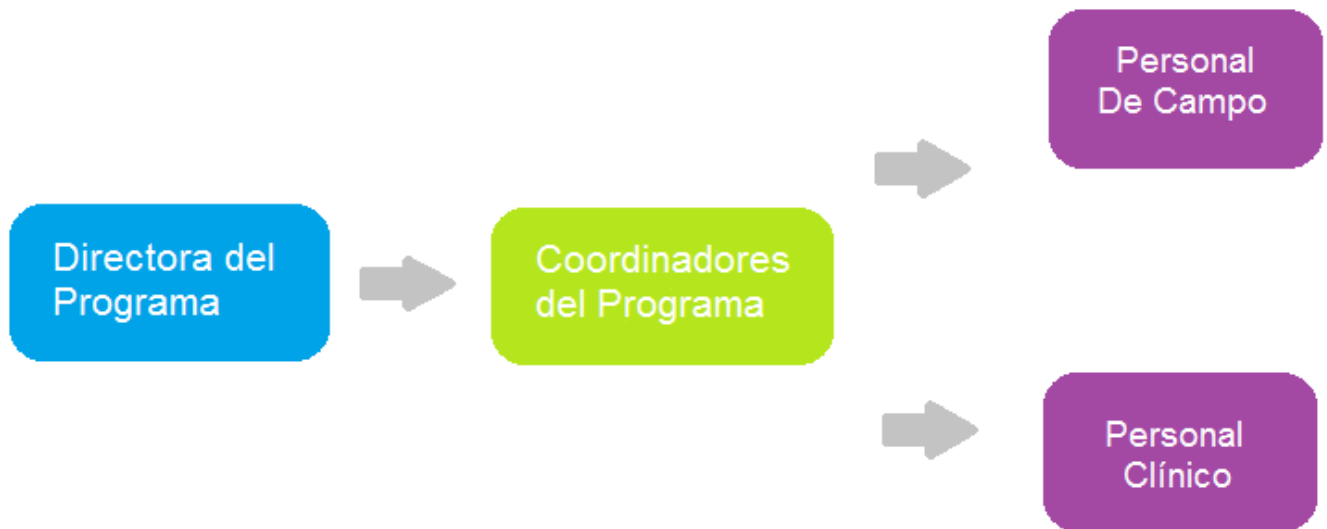 Directora del
Programa
Coordinadores
del Programa
Personal
De Campo
Personal
Clínico